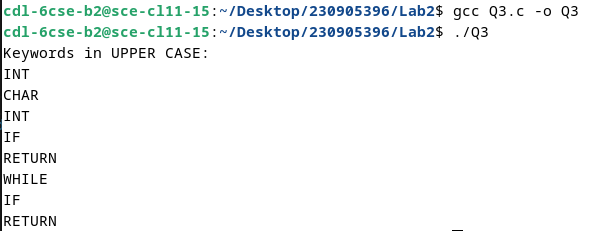 cdl-6cse-b2@sce-cl11-15:~/Desktop/230905396/Lab2$ gcc Q3.c -o Q3
cdl-6cse-b2@sce-cl11-15:~/Desktop/230905396/Lab2$ ./Q3
Keywords in UPPER CASE:
INT
CHAR
INT
IF
RETURN
WHILE
IF
RETURN